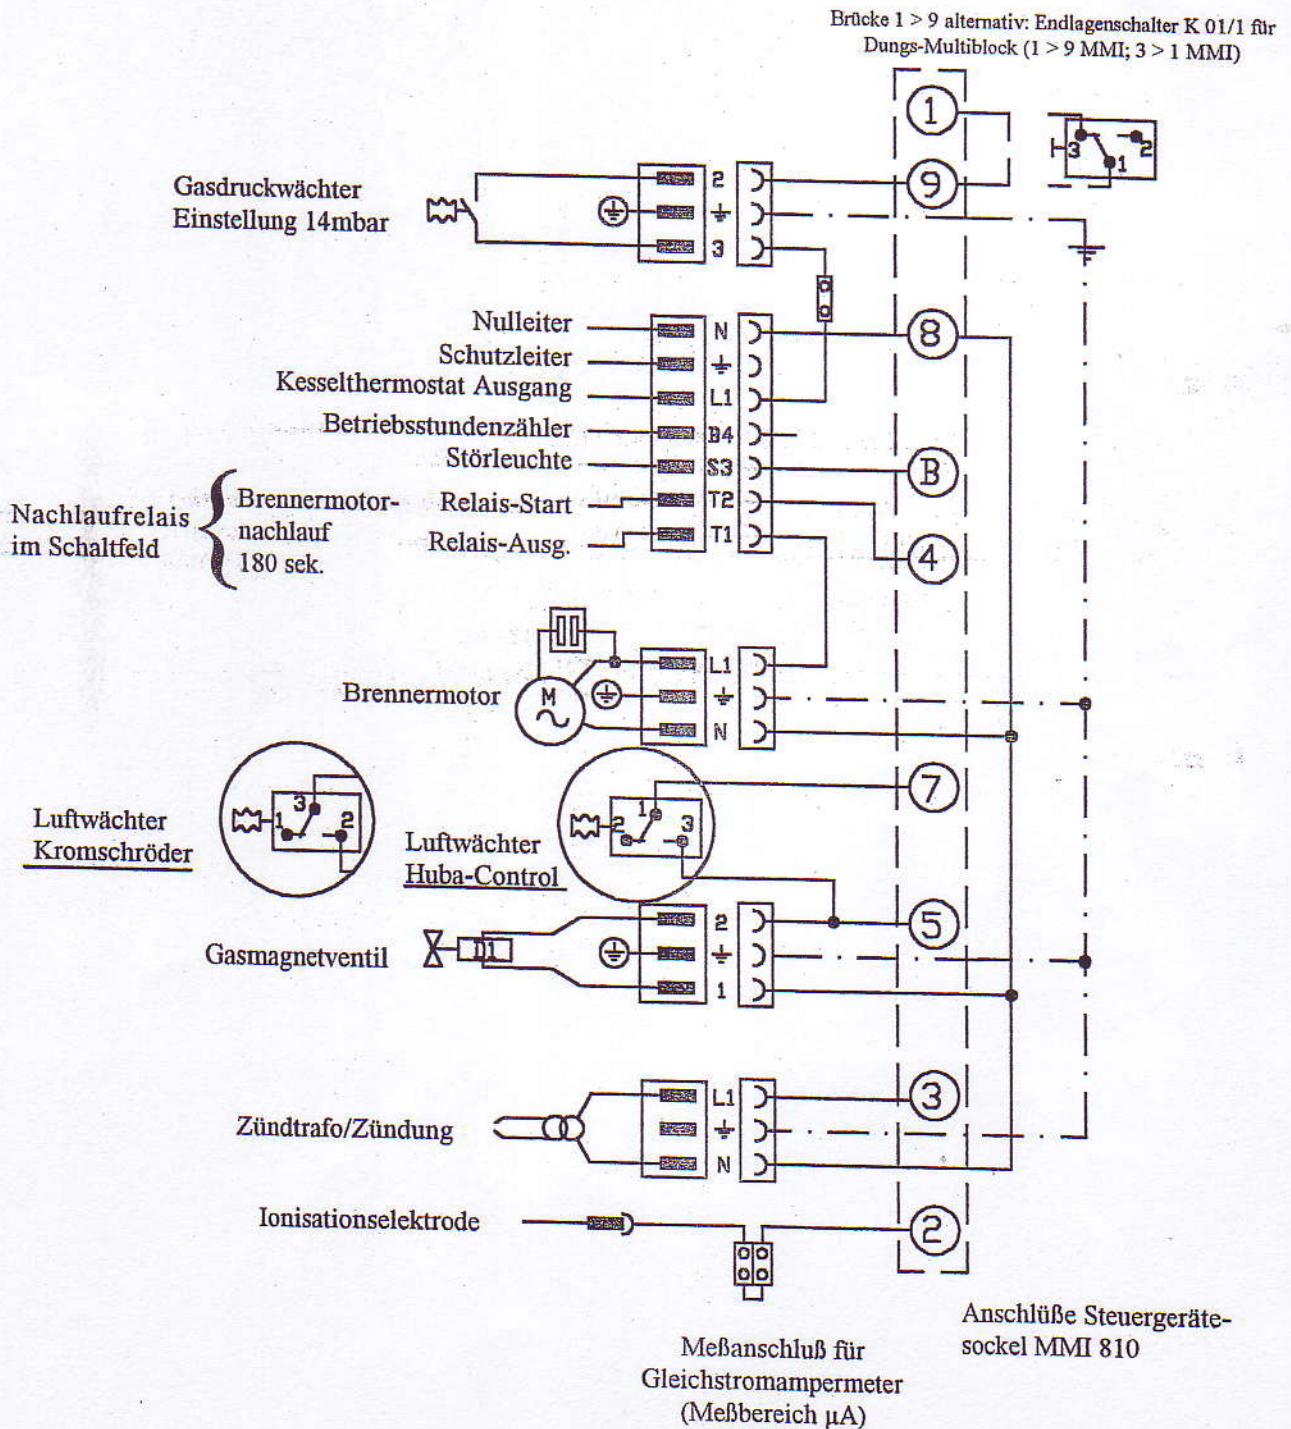 Brücke 1 > 9 alternativ: Endlagenschalter K 01/1 für
Dungs-Multiblock (1 > 9 MMI; 3 > 1 MMI)
1
3
2
1
Gasdruckwächter
Einstellung 14mbar
2
9
3
Nulleiter
N
8
Schutzleiter
Kesselthermostat Ausgang
L1
Betriebsstundenzähler
B4
Störleuchte
S3
B
Nachlaufrelais
im Schaltfeld
Brennermotor-
nachlauf
180 sek.
Relais-Start
T2
Relais-Ausg.
T1
4
Brennermotor
M
L1
N
7
Luftwächter
Kromschröder
3
1
2
Luftwächter
Huba-Control
1
2
3
Gasmagnetventil
D1
2
5
1
Zündtrafo/Zündung
L1
3
N
Ionisationselektrode
2
Anschlüße Steuergeräte-
sockel MMI 810
Meßanschluß für
Gleichstromampermeter
(Meßbereich µA)